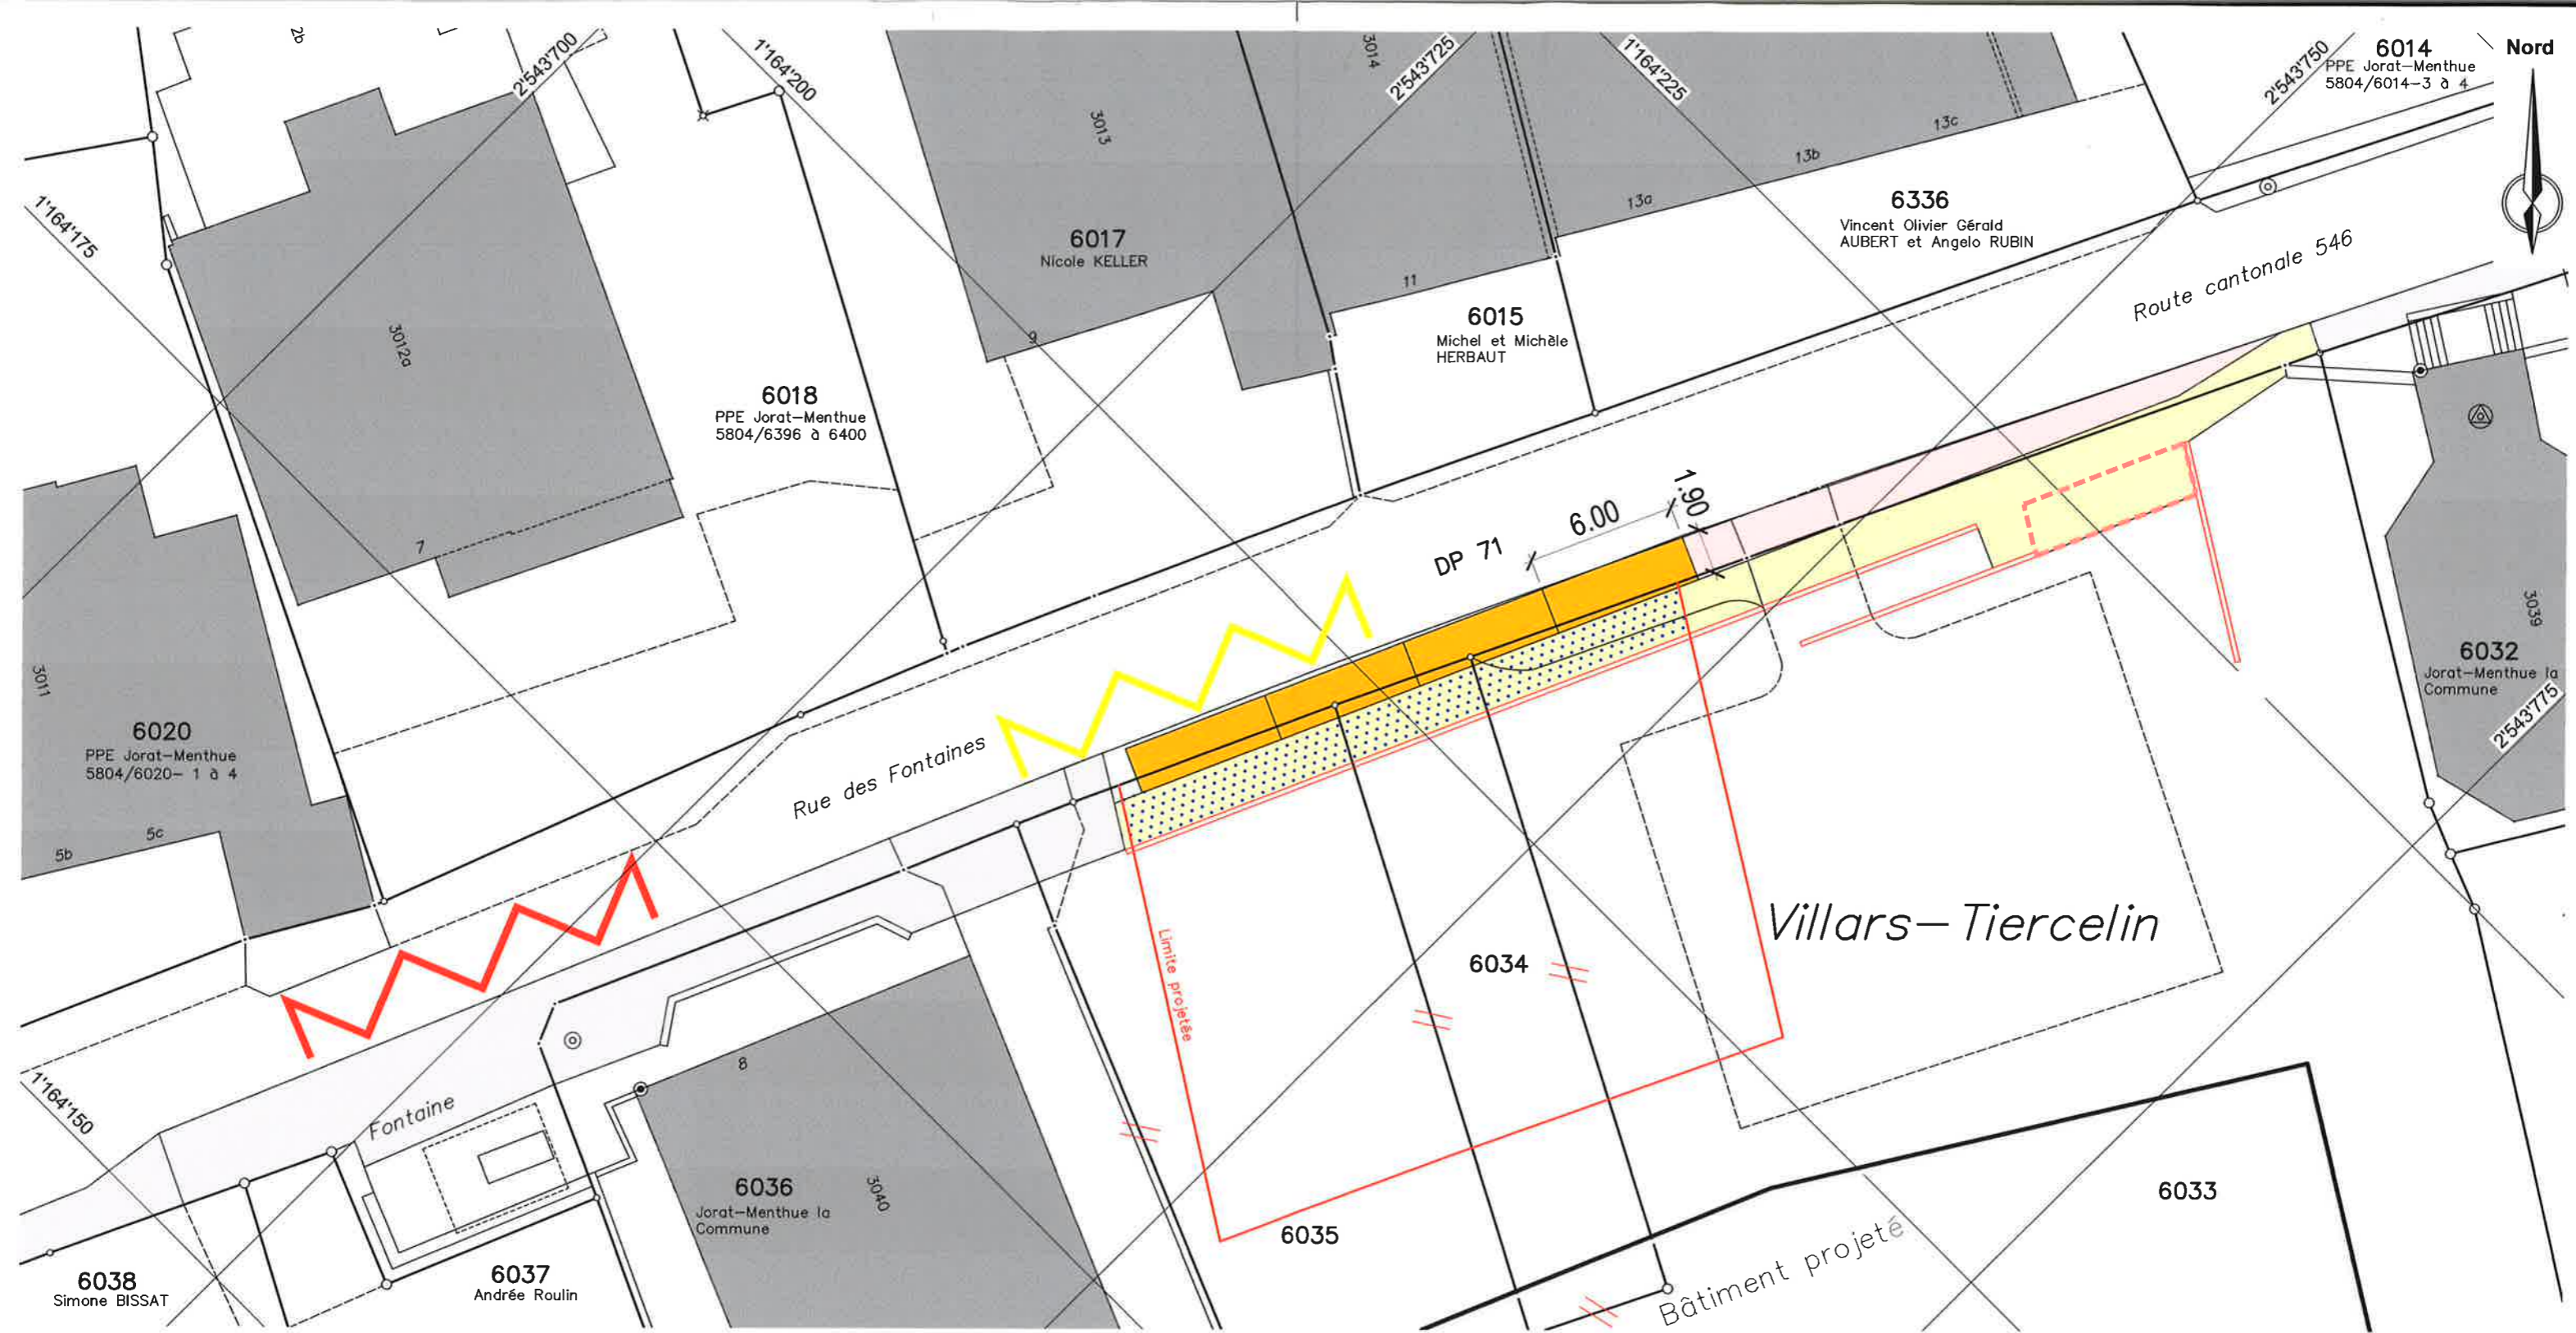 2b
2'543'700
1'164'200
3014
2'543'725
1'164'225
2'543'750
6014
PPE Jorat-Menthue
5804/6014-3 à 4
Nord
3013
13c
13b
13a
1'164'175
6017
Nicole KELLER
6336
Vincent Olivier Gérald
AUBERT et Angelo RUBIN
Route cantonale 546
11
9
6015
Michel et Michèle
HERBAUT
3012a
6018
PPE Jorat-Menthue
5804/6396 à 6400
7
1.90
6.00
DP 71
3039
6032
Jorat-Menthue la
Commune
2'543'775
3011
6020
PPE Jorat-Menthue
5804/6020- 1 à 4
5c
5b
Rue des Fontaines
Villars-Tiercelin
Limite projetée
6034
8
1'164'150
Fontaine
6036
Jorat-Menthue la
Commune
3040
6033
6035
Bâtiment projeté
6038
Simone BISSAT
6037
Andrée Roulin